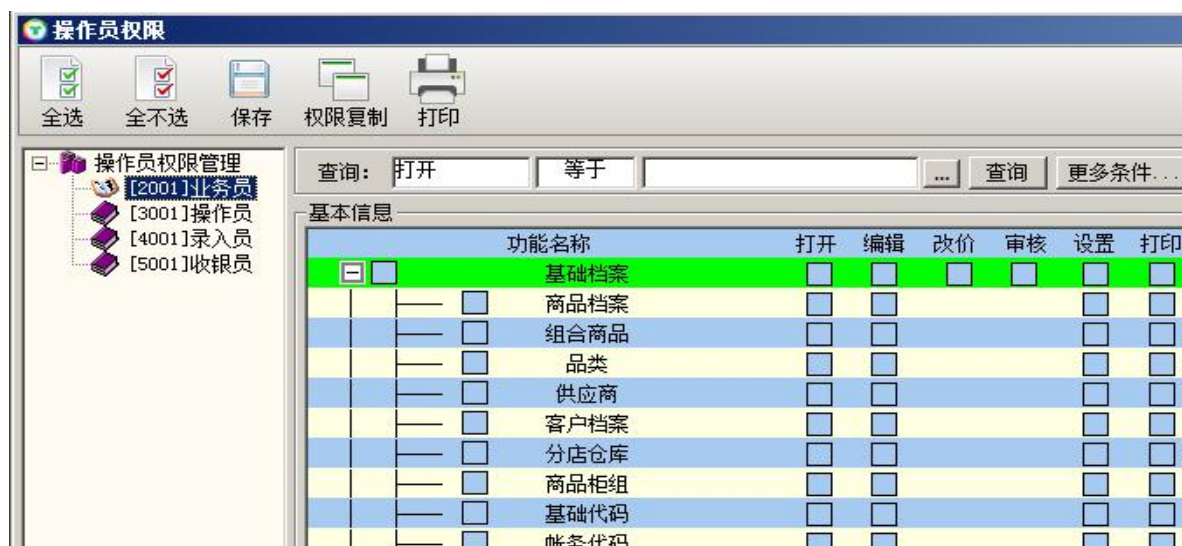 操作员权限
全选 全不选 保存 权限复制 打印
操作员权限管理
[2001]业务员
[3001]操作员
[4001]录入员
[5001]收银员
查询： 打开 等于 ... 查询 更多条件...
基本信息
功能名称 打开 编辑 改价 审核 设置 打印
基础档案
商品档案
组合商品
品类
供应商
客户档案
分店仓库
商品柜组
基础代码
帐务代码